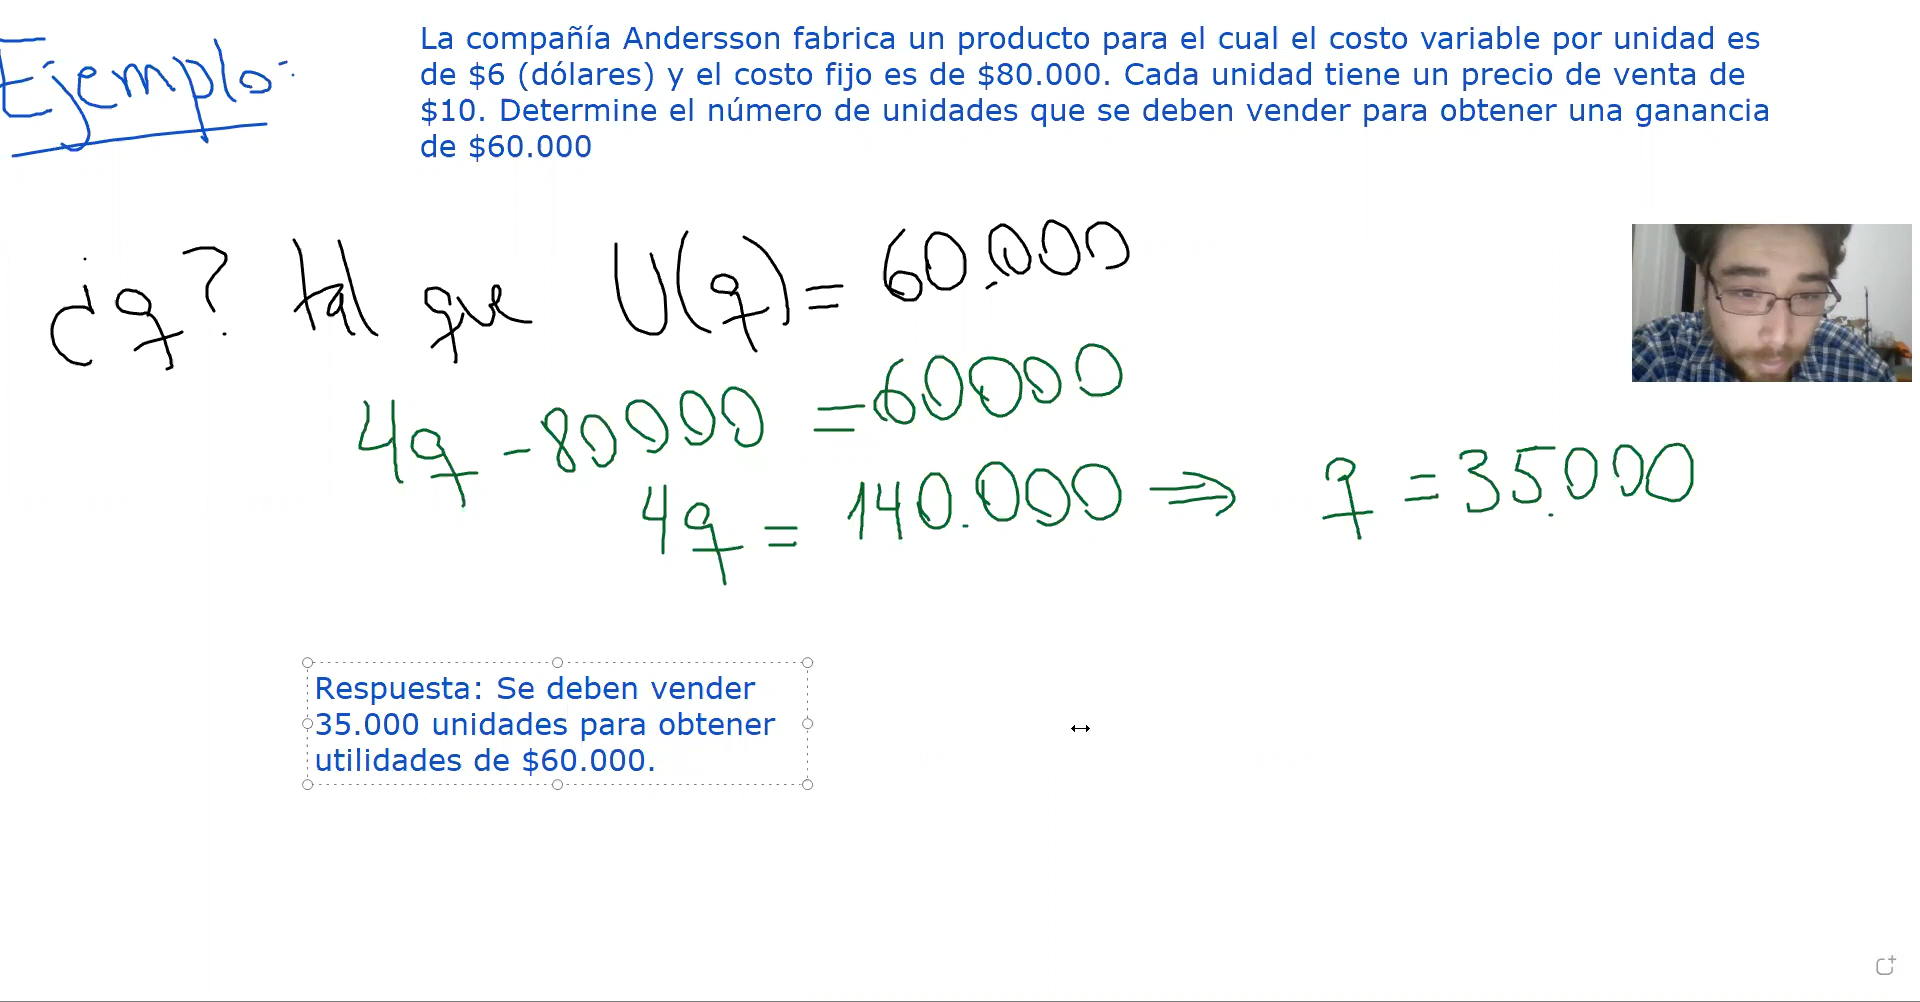 Ejemplo:
La compañía Andersson fabrica un producto para el cual el costo variable por unidad es
de $6 (dólares) y el costo fijo es de $80.000. Cada unidad tiene un precio de venta de
$10. Determine el número de unidades que se deben vender para obtener una ganancia
de $60.000
¿q? tal que U(q) = 60.000
4q - 80000 = 60000
4q = 140.000 ⇒ q = 35.000
Respuesta: Se deben vender
35.000 unidades para obtener
utilidades de $60.000.